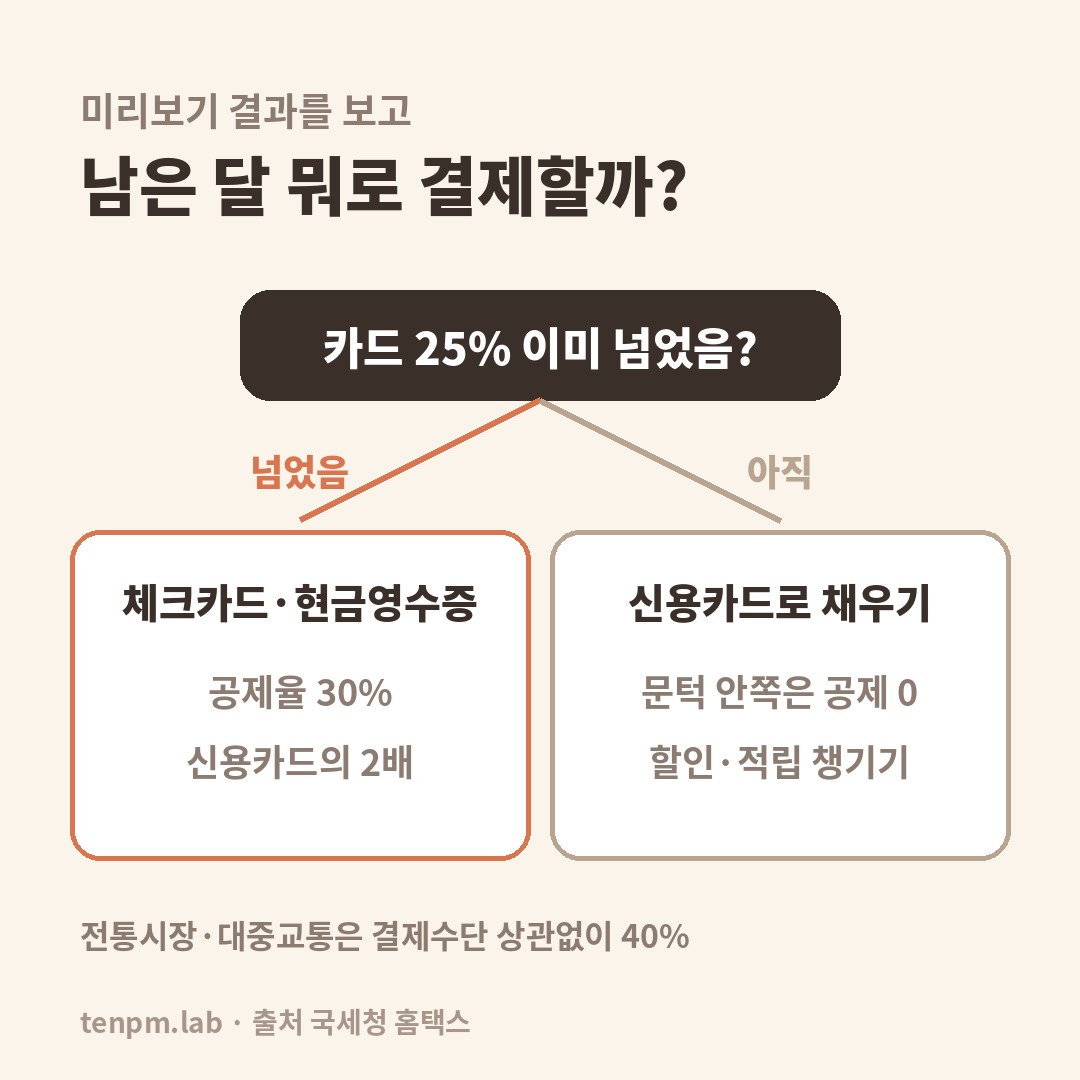 미리보기 결과를 보고
남은 달 뭐로 결제할까?
카드 25% 이미 넘었음?
넘었음
아직
체크카드·현금영수증
공제율 30%
신용카드의 2배
신용카드로 채우기
문턱 안쪽은 공제 0
할인·적립 챙기기
전통시장·대중교통은 결제수단 상관없이 40%
tenpm.lab · 출처 국세청 홈택스